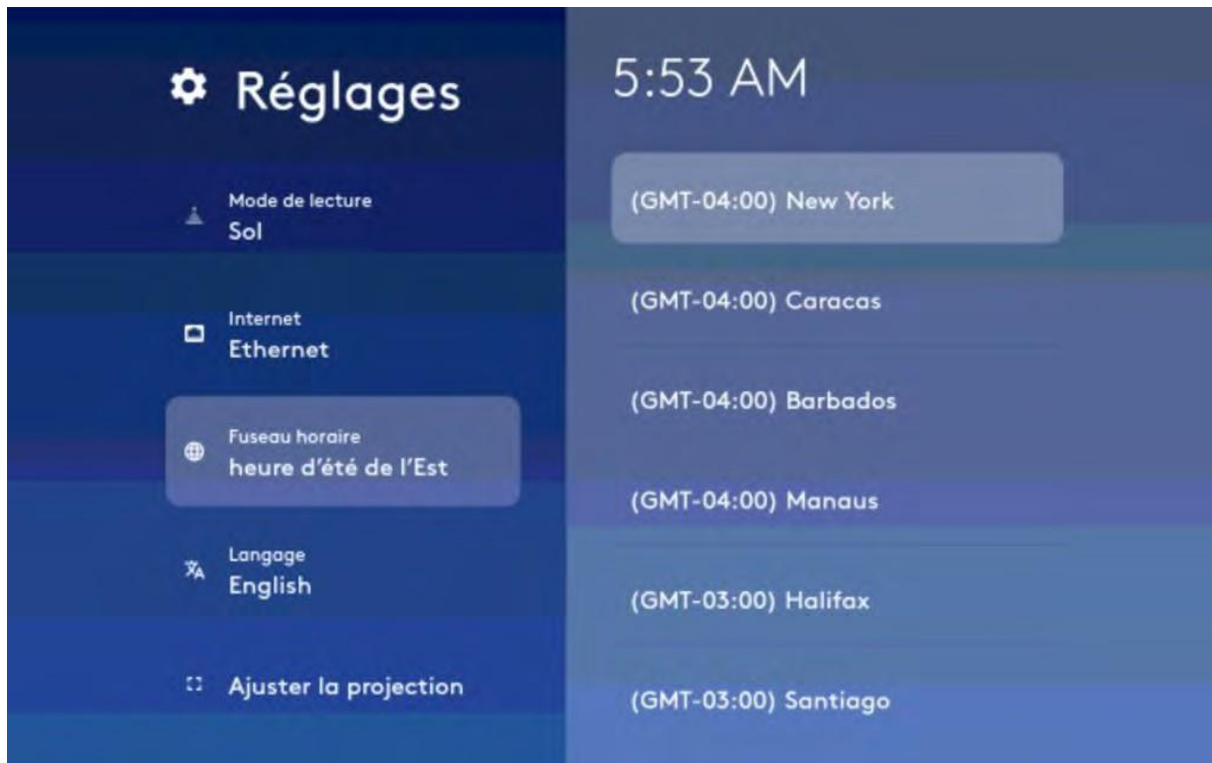 Réglages
Mode de lecture
Sol
Internet
Ethernet
Fuseau horaire
heure d'été de l'Est
Langage
English
Ajuster la projection
5:53 AM
(GMT-04:00) New York
(GMT-04:00) Caracas
(GMT-04:00) Barbados
(GMT-04:00) Manaus
(GMT-03:00) Halifax
(GMT-03:00) Santiago